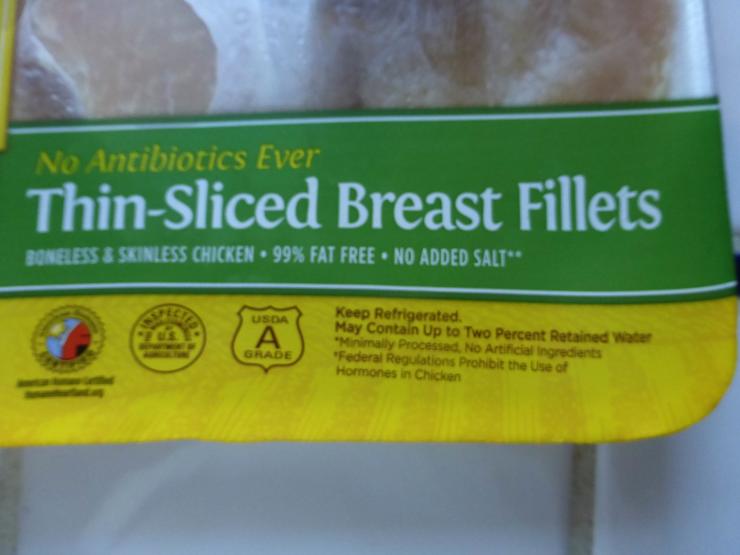 No Antibiotics Ever
Thin-Sliced Breast Fillets
BONELESS & SKINLESS CHICKEN • 99% FAT FREE • NO ADDED SALT**
INSPECTED
U.S.
DEPARTMENT OF
AGRICULTURE
USDA
A
GRADE
Keep Refrigerated.
May Contain Up to Two Percent Retained Water
*Minimally Processed, No Artificial Ingredients
*Federal Regulations Prohibit the Use of
Hormones in Chicken
American Humane Certified